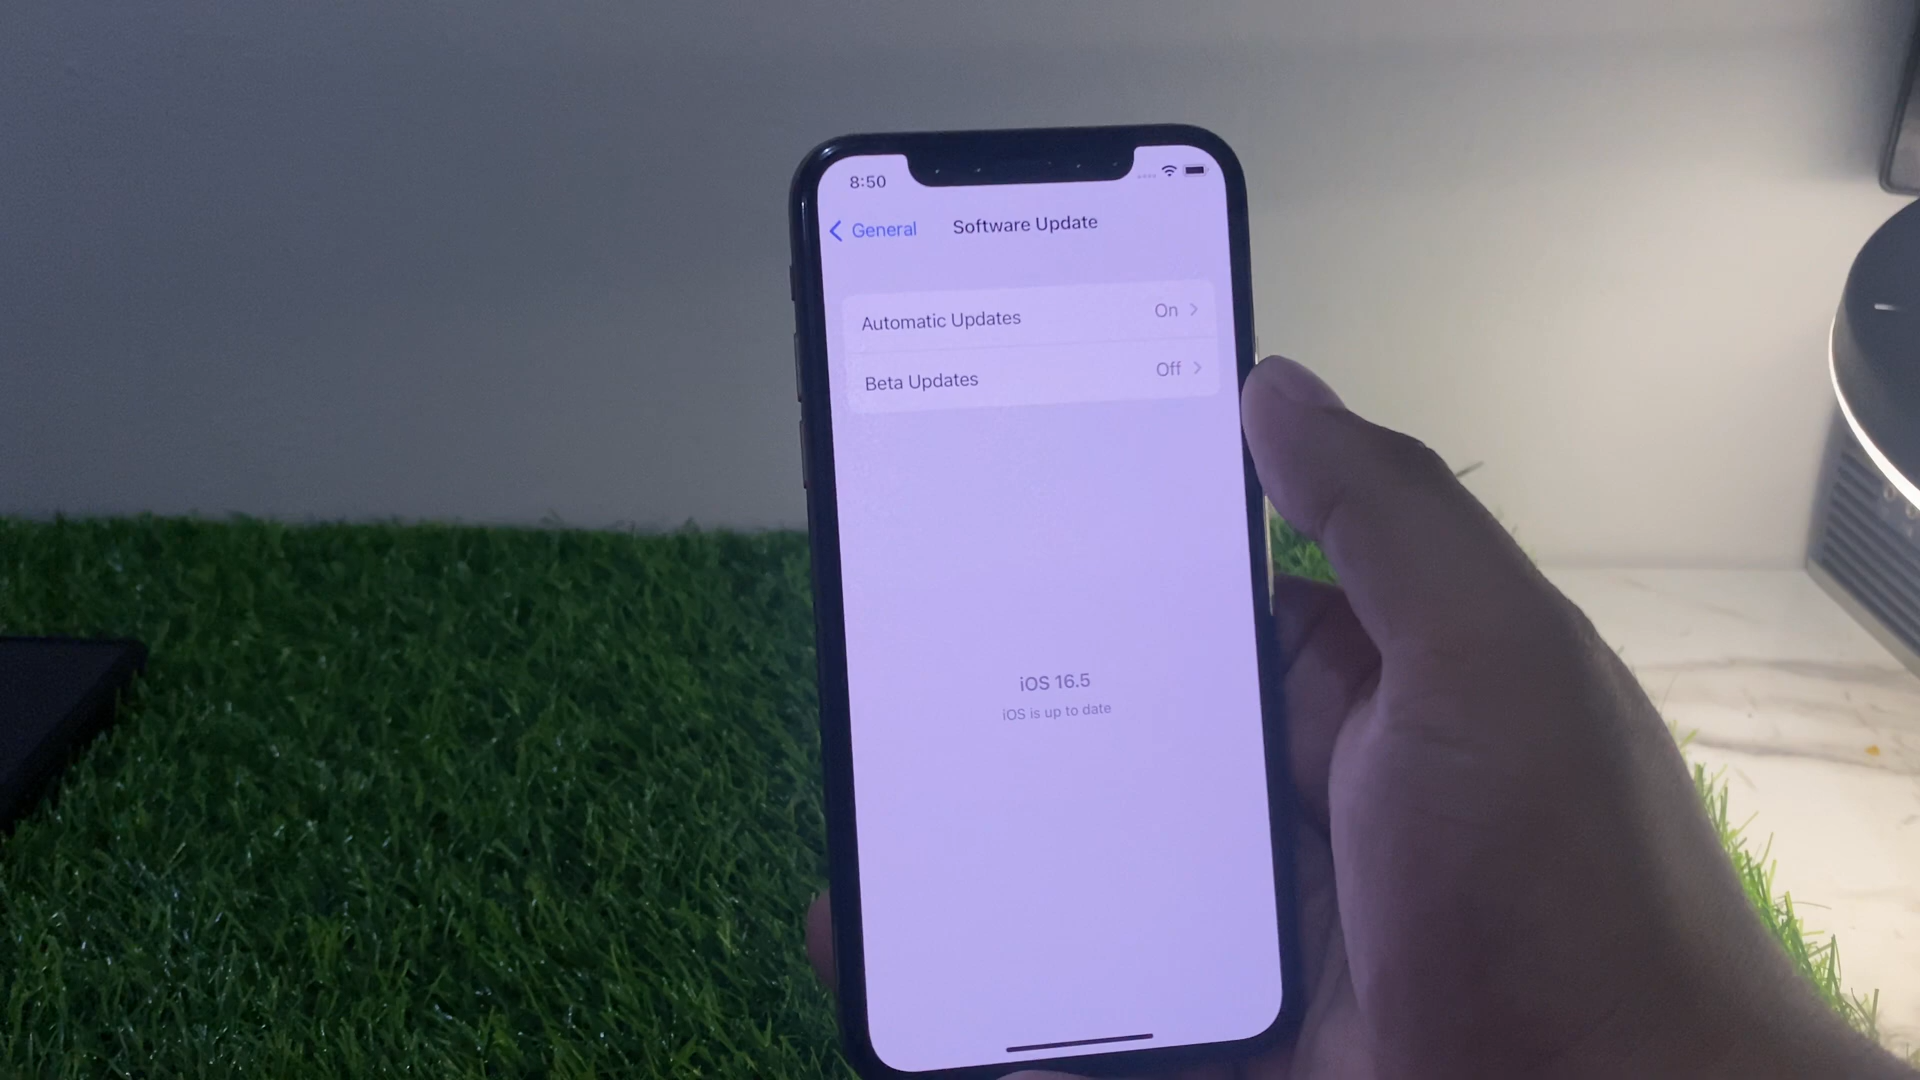 8:50
General
Software Update
Automatic Updates On
Beta Updates Off
iOS 16.5
iOS is up to date